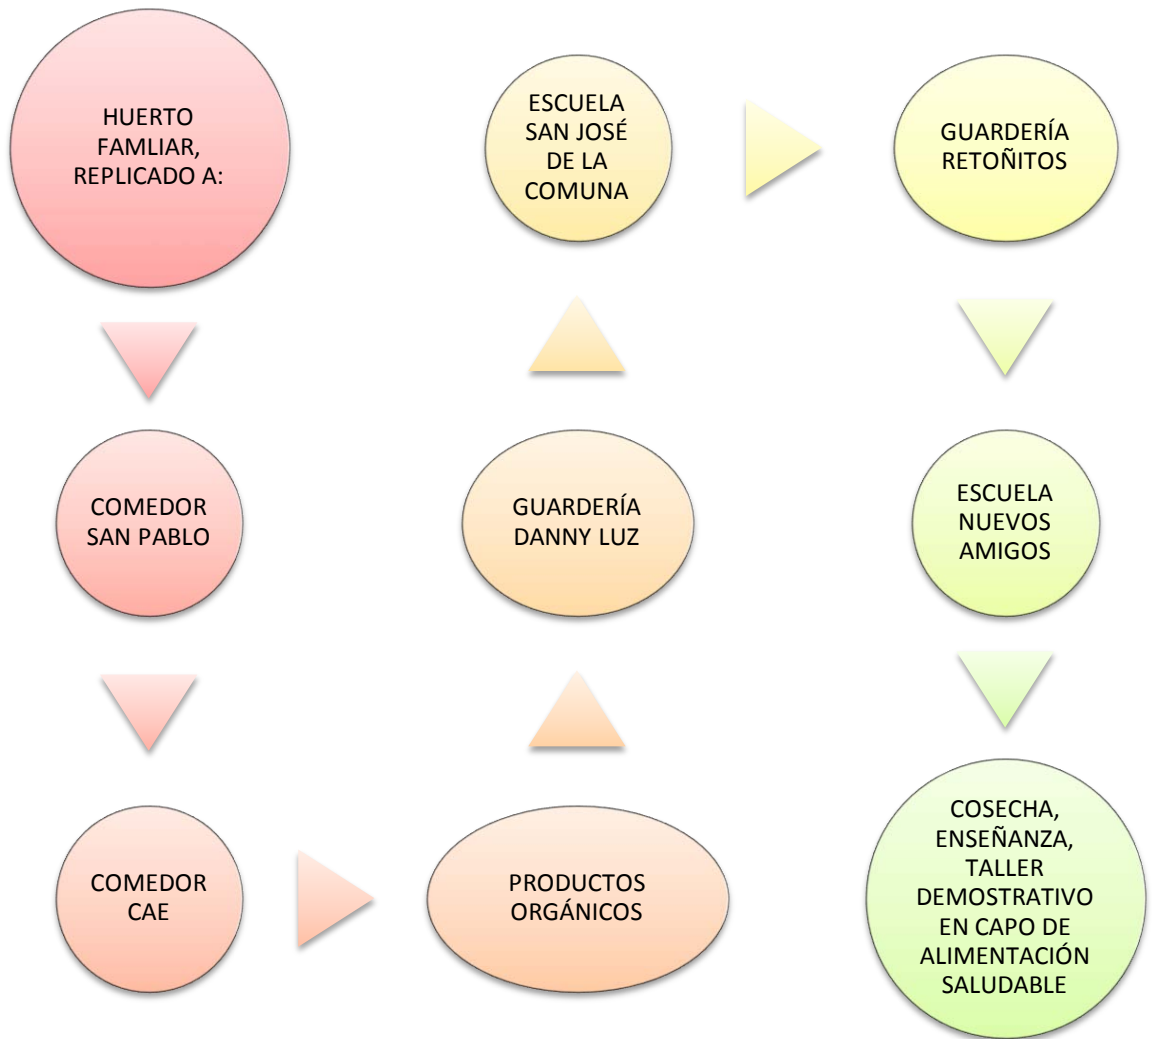 HUERTO
FAMLIAR,
REPLICADO A:
COMEDOR
SAN PABLO
COMEDOR
CAE
PRODUCTOS
ORGÁNICOS
GUARDERÍA
DANNY LUZ
ESCUELA
SAN JOSÉ
DE LA
COMUNA
GUARDERÍA
RETOÑITOS
ESCUELA
NUEVOS
AMIGOS
COSECHA,
ENSEÑANZA,
TALLER
DEMOSTRATIVO
EN CAPO DE
ALIMENTACIÓN
SALUDABLE